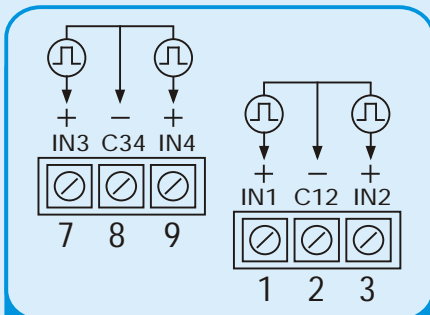 + − +
IN3 C34 IN4
7 8 9
+ − +
IN1 C12 IN2
1 2 3